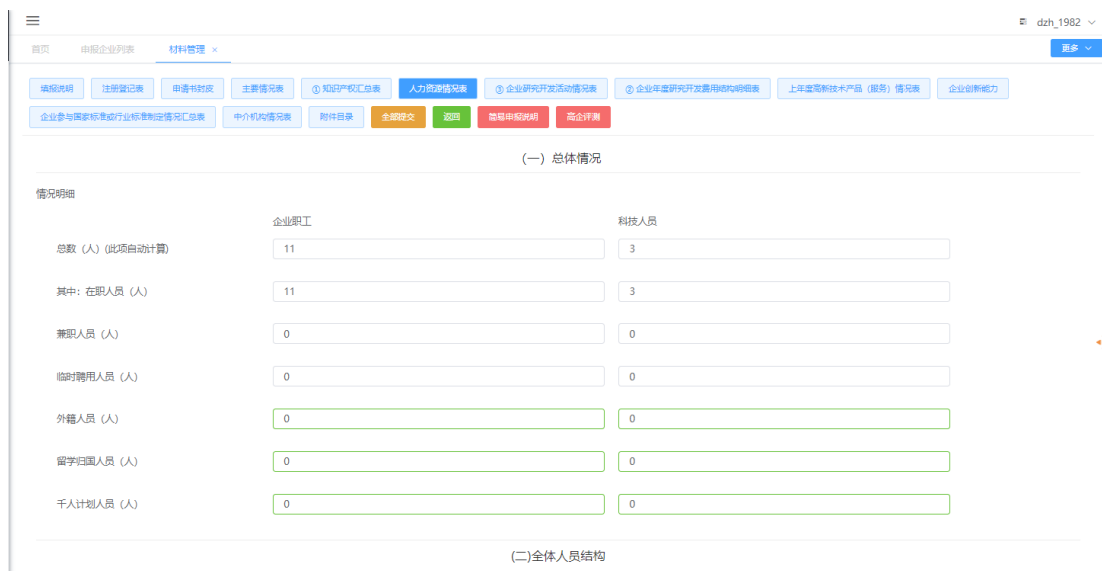 dzh_1982
首页 申报企业列表 材料管理 × 更多
填报说明 注册登记表 申请书封皮 主要情况表 ① 知识产权汇总表 人力资源情况表 ③ 企业研究开发活动情况表 ② 企业年度研究开发费用结构明细表 上年度高新技术产品（服务）情况表 企业创新能力
企业参与国家标准或行业标准制定情况汇总表 中介机构情况表 附件目录 全部提交 返回 简易申报说明 高企评测
（一）总体情况
情况明细
企业职工 科技人员
总数（人）(此项自动计算) 11 3
其中：在职人员（人） 11 3
兼职人员（人） 0 0
临时聘用人员（人） 0 0
外籍人员（人） 0 0
留学归国人员（人） 0 0
千人计划人员（人） 0 0
(二)全体人员结构